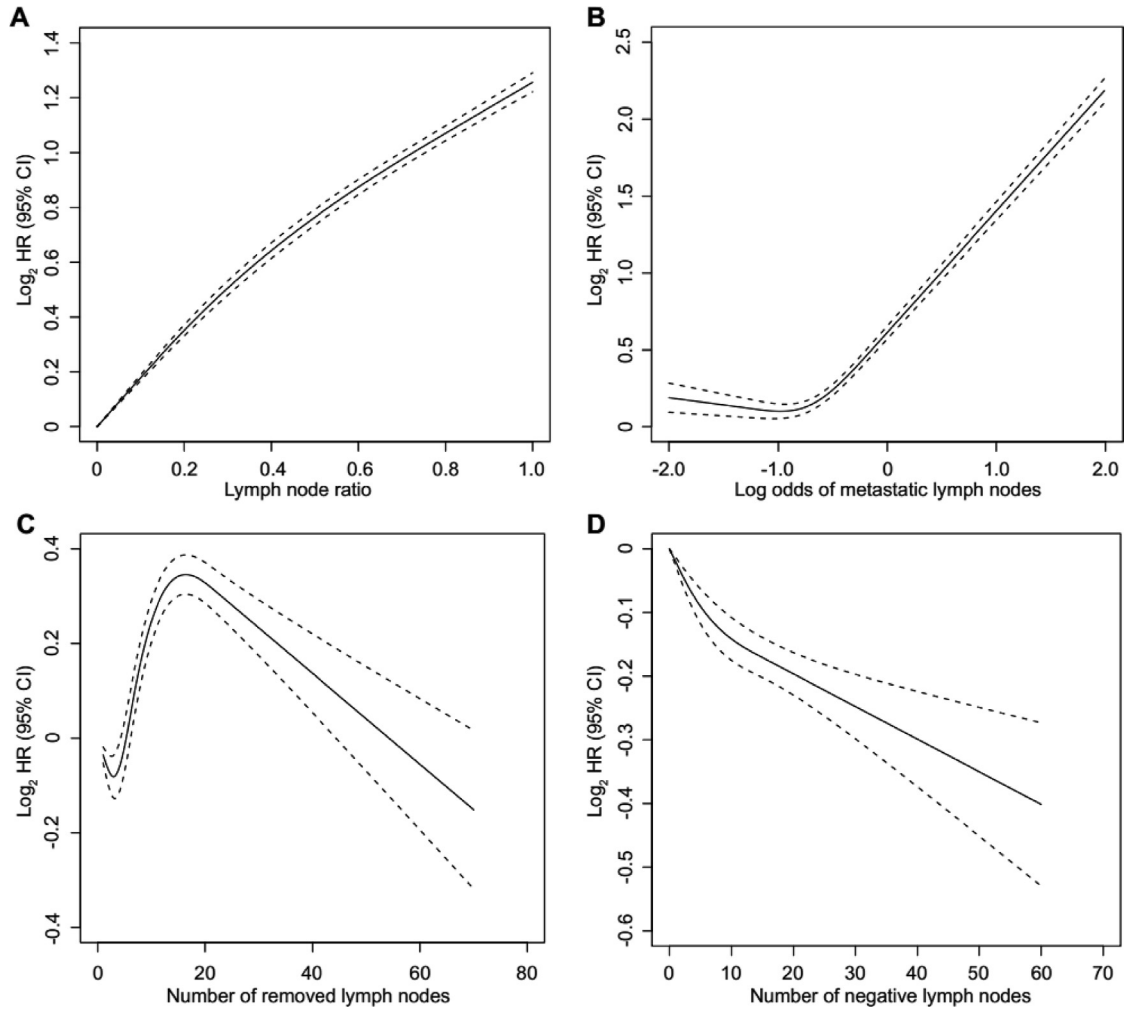 A
Log₂ HR (95% CI)
1.4
1.2
1.0
0.8
0.6
0.4
0.2
0
0 0.2 0.4 0.6 0.8 1.0
Lymph node ratio
B
Log₂ HR (95% CI)
2.5
2.0
1.5
1.0
0.5
0
-2.0 -1.0 0 1.0 2.0
Log odds of metastatic lymph nodes
C
Log₂ HR (95% CI)
0.4
0.2
0
-0.2
-0.4
0 20 40 60 80
Number of removed lymph nodes
D
Log₂ HR (95% CI)
0
-0.1
-0.2
-0.3
-0.4
-0.5
-0.6
0 10 20 30 40 50 60 70
Number of negative lymph nodes